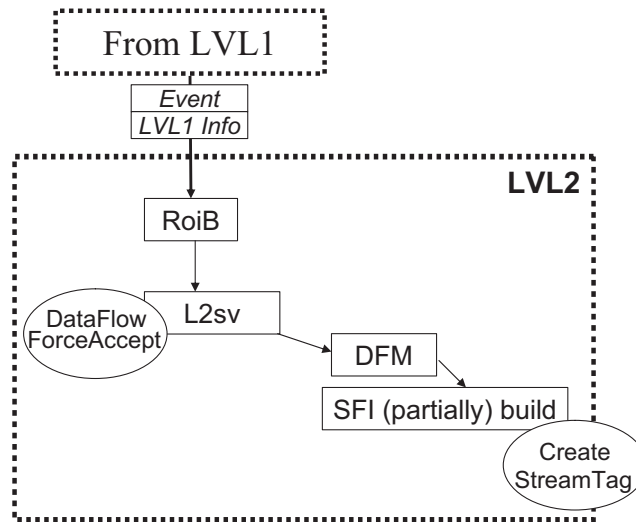 From LVL1
Event
LVL1 Info
LVL2
RoiB
DataFlow
ForceAccept
L2sv
DFM
SFI (partially) build
Create
StreamTag